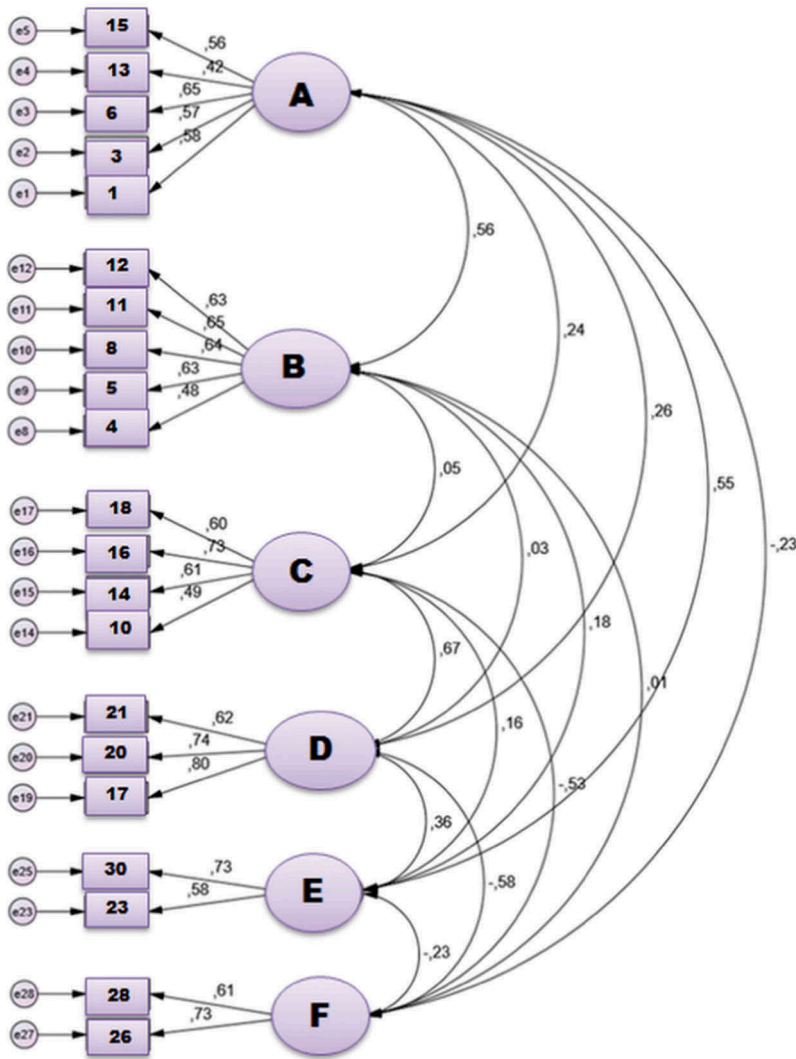 e5 15 ,56
e4 13 ,42
A
e3 6 ,65
,57
e2 3 ,58
e1 1
,56
e12 12 ,63
e11 11 ,65
,24
e10 8 ,64
B
e9 5 ,63
,48
e8 4
,26
,05
,55
e17 18 ,60
e16 16 ,73
,03
-,23
C
e15 14 ,61
,49
e14 10
,18
,67
,01
e21 21 ,62
,16
e20 20 ,74
D
e19 17 ,80
-,53
,36
e25 30 ,73
-,58
E
e23 23 ,58
-,23
e28 28 ,61
F
e27 26 ,73